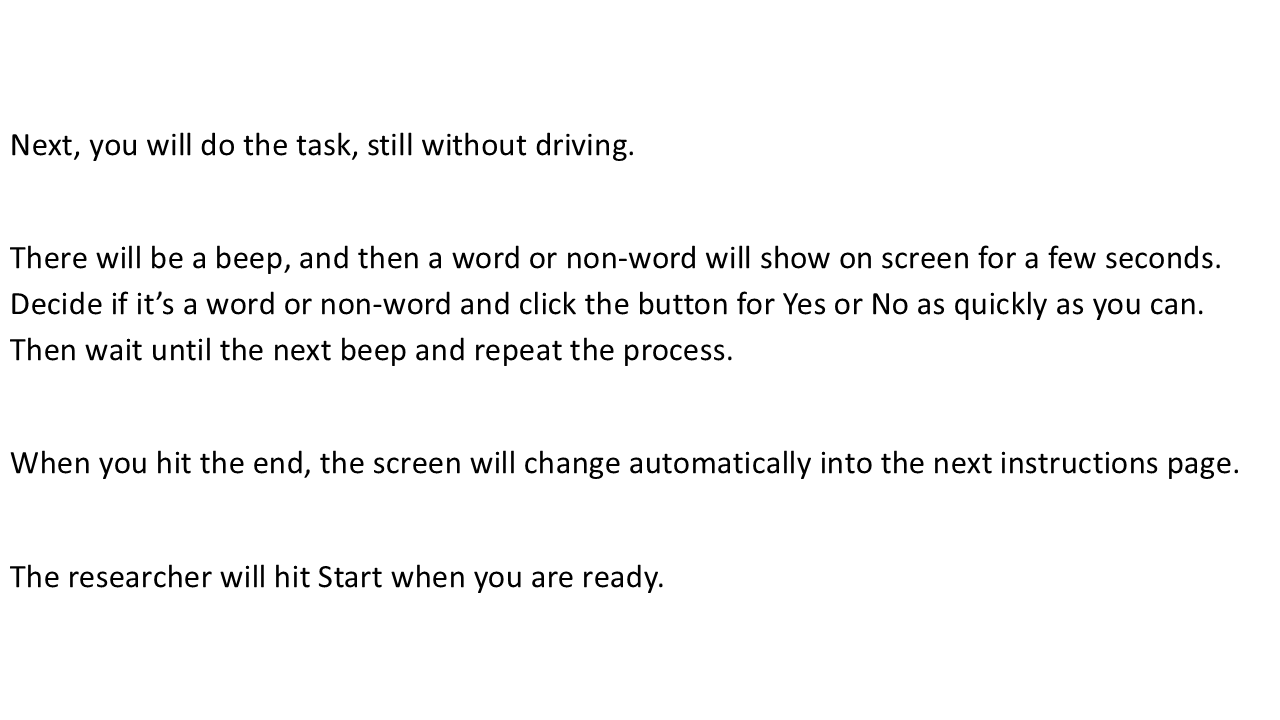 Next, you will do the task, still without driving.
There will be a beep, and then a word or non-word will show on screen for a few seconds.
Decide if it’s a word or non-word and click the button for Yes or No as quickly as you can.
Then wait until the next beep and repeat the process.
When you hit the end, the screen will change automatically into the next instructions page.
The researcher will hit Start when you are ready.